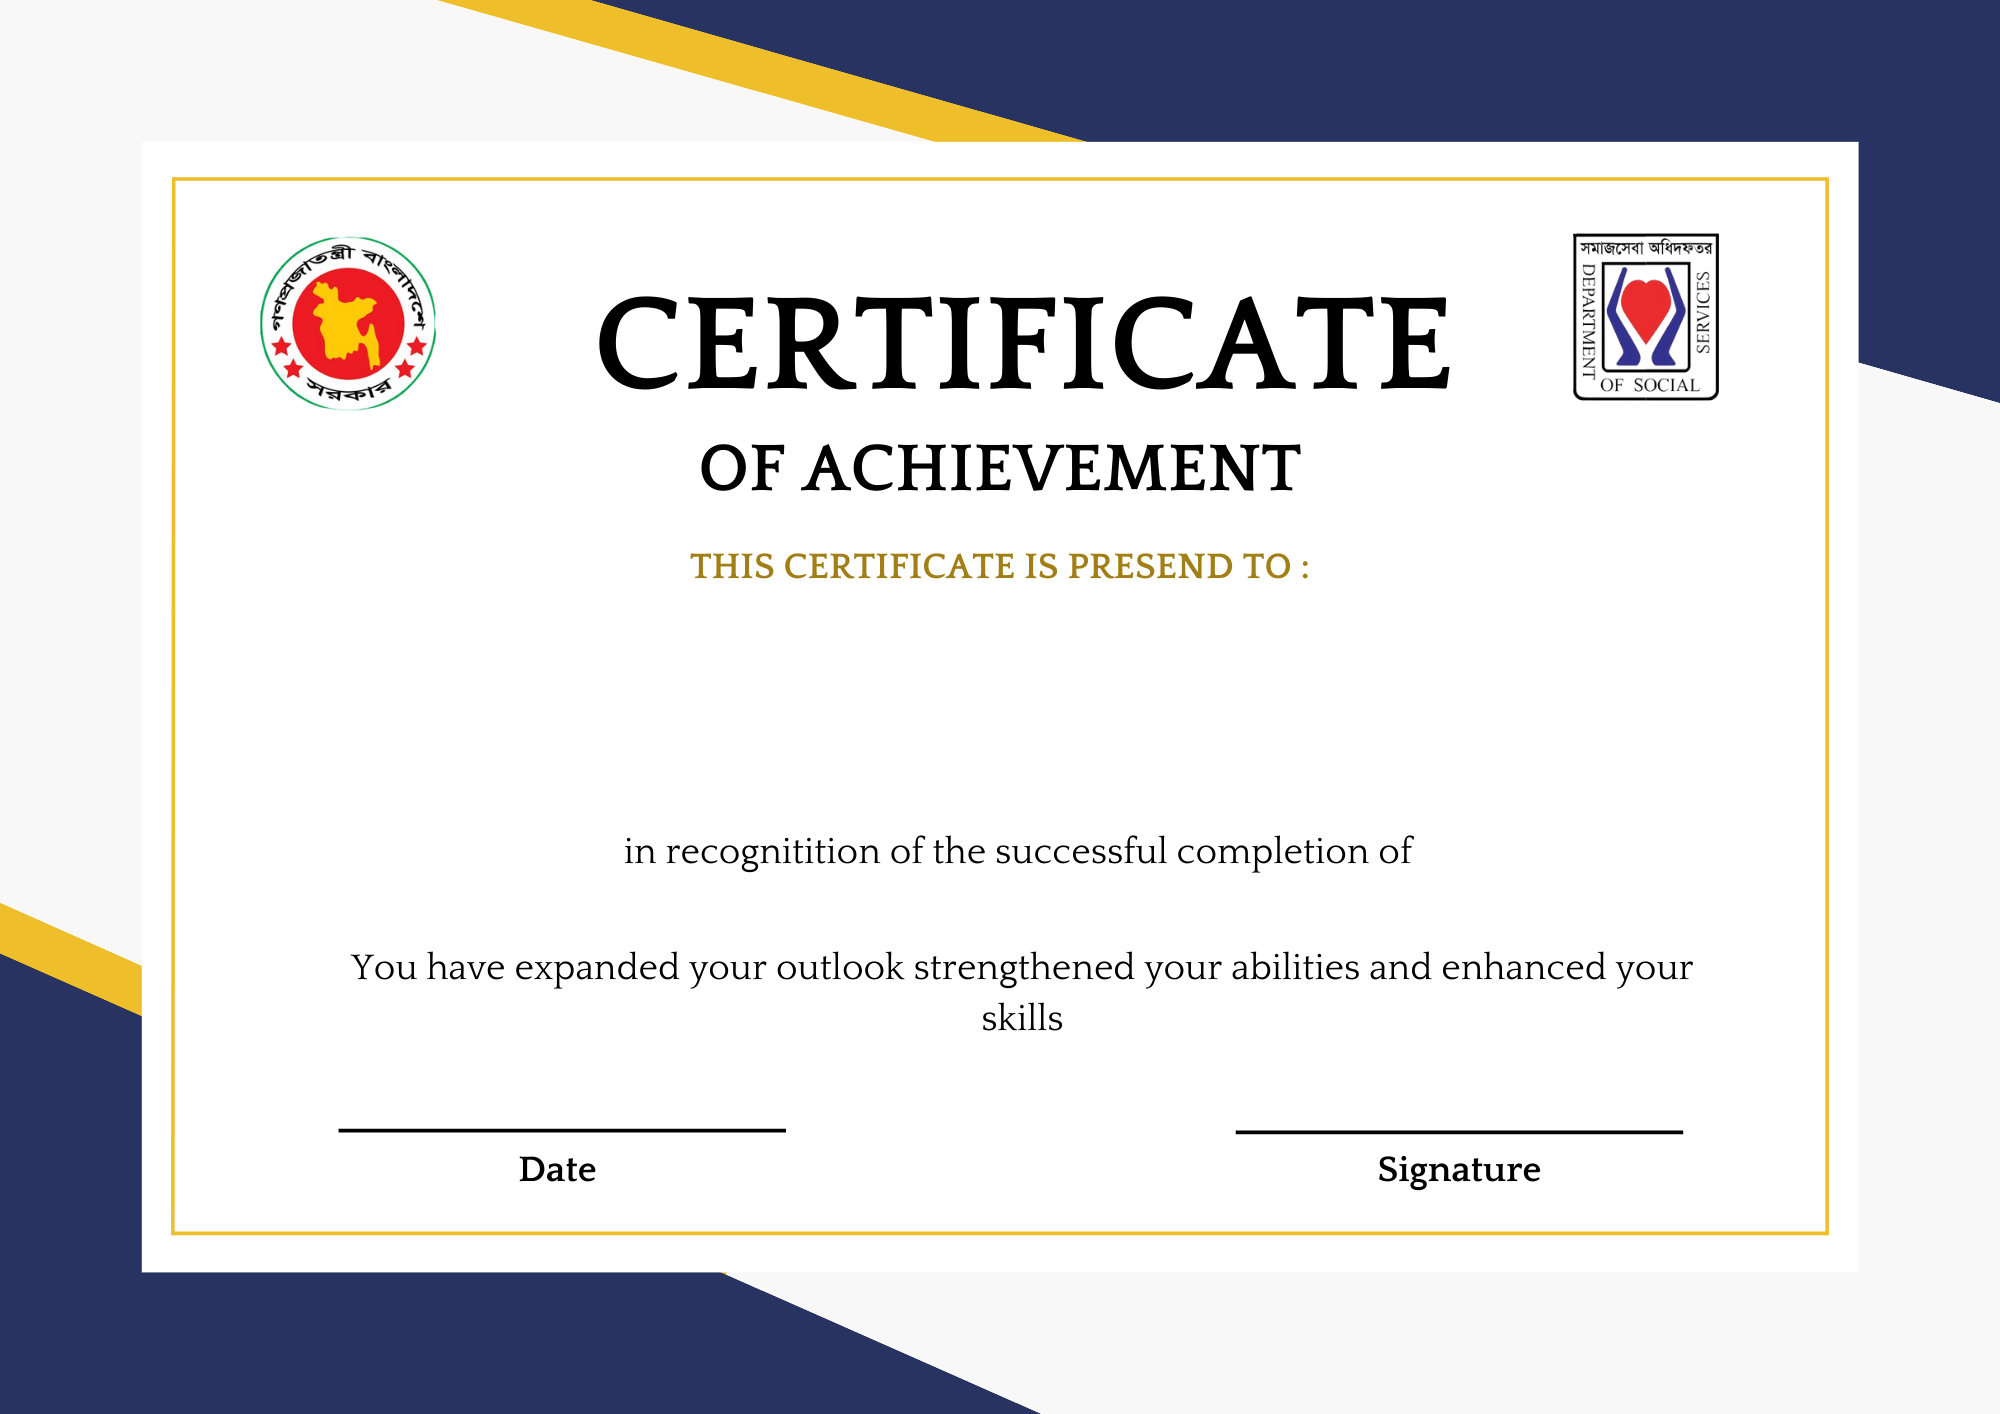 গণপ্রজাতন্ত্রী বাংলাদেশ
সরকার
সমাজসেবা অধিদফতর
DEPARTMENT
OF SOCIAL
SERVICES
CERTIFICATE
OF ACHIEVEMENT
THIS CERTIFICATE IS PRESEND TO :
in recognitition of the successful completion of
You have expanded your outlook strengthened your abilities and enhanced your
skills
Date
Signature